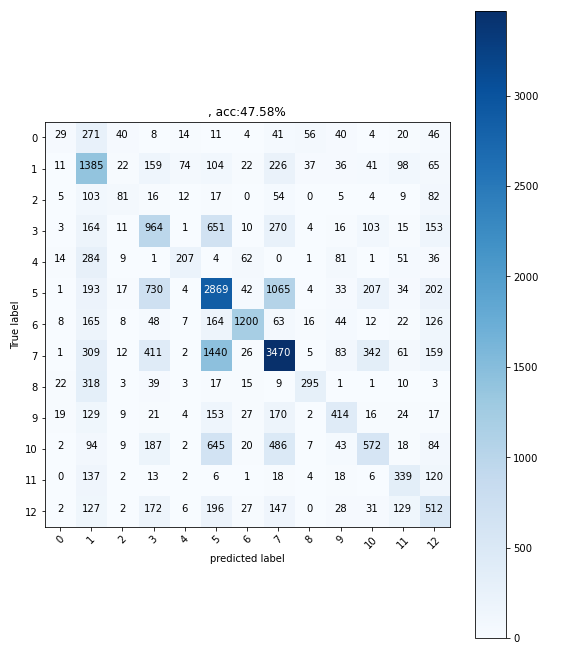 , acc:47.58%
0 29 271 40 8 14 11 4 41 56 40 4 20 46
1 11 1385 22 159 74 104 22 226 37 36 41 98 65
2 5 103 81 16 12 17 0 54 0 5 4 9 82
3 3 164 11 964 1 651 10 270 4 16 103 15 153
4 14 284 9 1 207 4 62 0 1 81 1 51 36
5 1 193 17 730 4 2869 42 1065 4 33 207 34 202
6 8 165 8 48 7 164 1200 63 16 44 12 22 126
7 1 309 12 411 2 1440 26 3470 5 83 342 61 159
8 22 318 3 39 3 17 15 9 295 1 1 10 3
9 19 129 9 21 4 153 27 170 2 414 16 24 17
10 2 94 9 187 2 645 20 486 7 43 572 18 84
11 0 137 2 13 2 6 1 18 4 18 6 339 120
12 2 127 2 172 6 196 27 147 0 28 31 129 512
0 1 2 3 4 5 6 7 8 9 10 11 12
predicted label
True label
3000
2500
2000
1500
1000
500
0